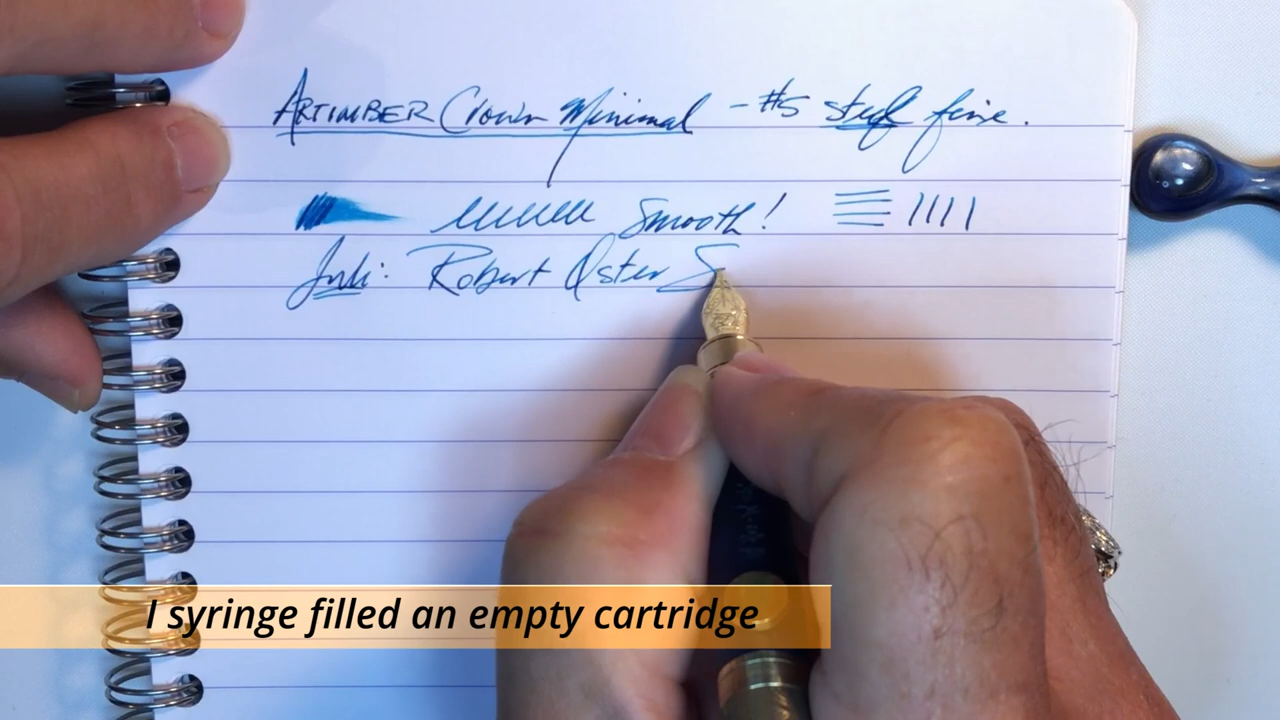 ARTIMBER Crown Minimal - #5 steel fine.
Smooth!
Ink: Robert Oster S
I syringe filled an empty cartridge